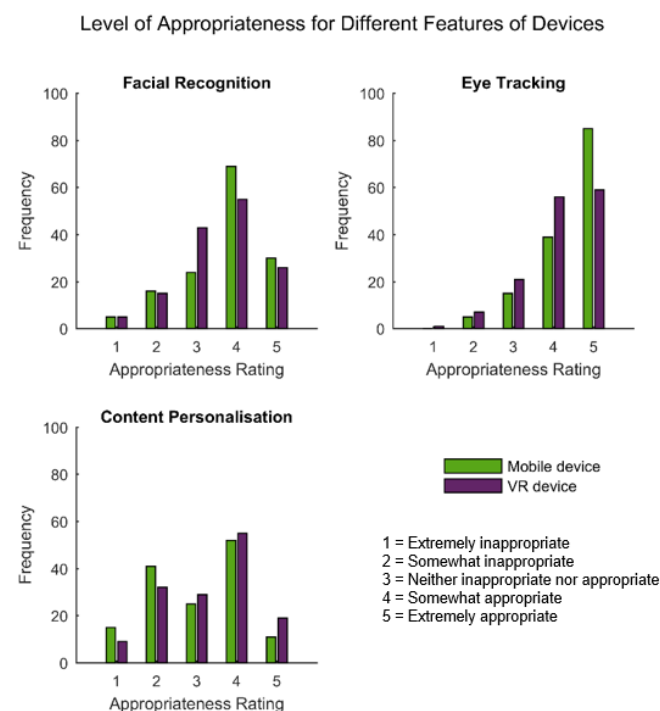 Level of Appropriateness for Different Features of Devices
Facial Recognition
100
80
60
40
20
0
Frequency
1 2 3 4 5
Appropriateness Rating
Eye Tracking
100
80
60
40
20
0
Frequency
1 2 3 4 5
Appropriateness Rating
Content Personalisation
100
80
60
40
20
0
Frequency
1 2 3 4 5
Appropriateness Rating
Mobile device
VR device
1 = Extremely inappropriate
2 = Somewhat inappropriate
3 = Neither inappropriate nor appropriate
4 = Somewhat appropriate
5 = Extremely appropriate